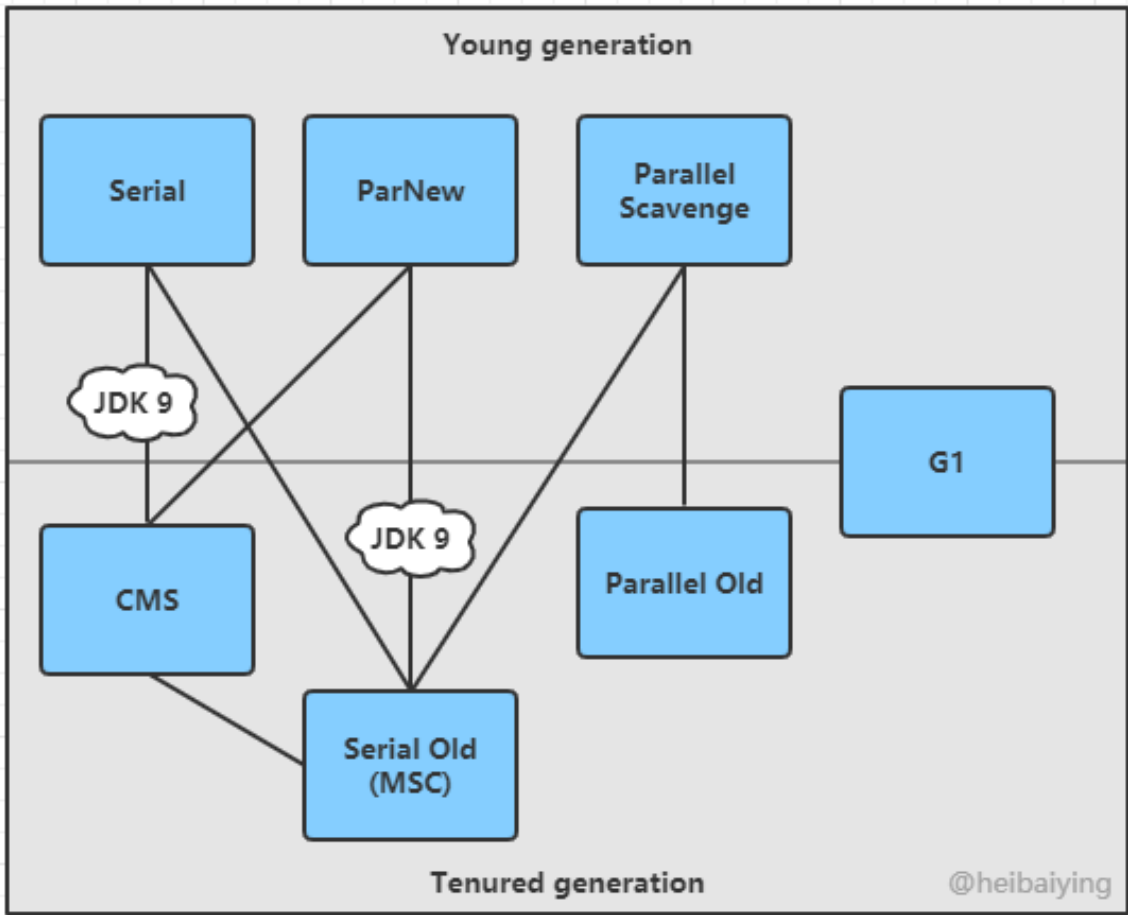 Young generation
Serial
ParNew
Parallel
Scavenge
JDK 9
G1
JDK 9
CMS
Parallel Old
Serial Old
(MSC)
Tenured generation
@heibaiying